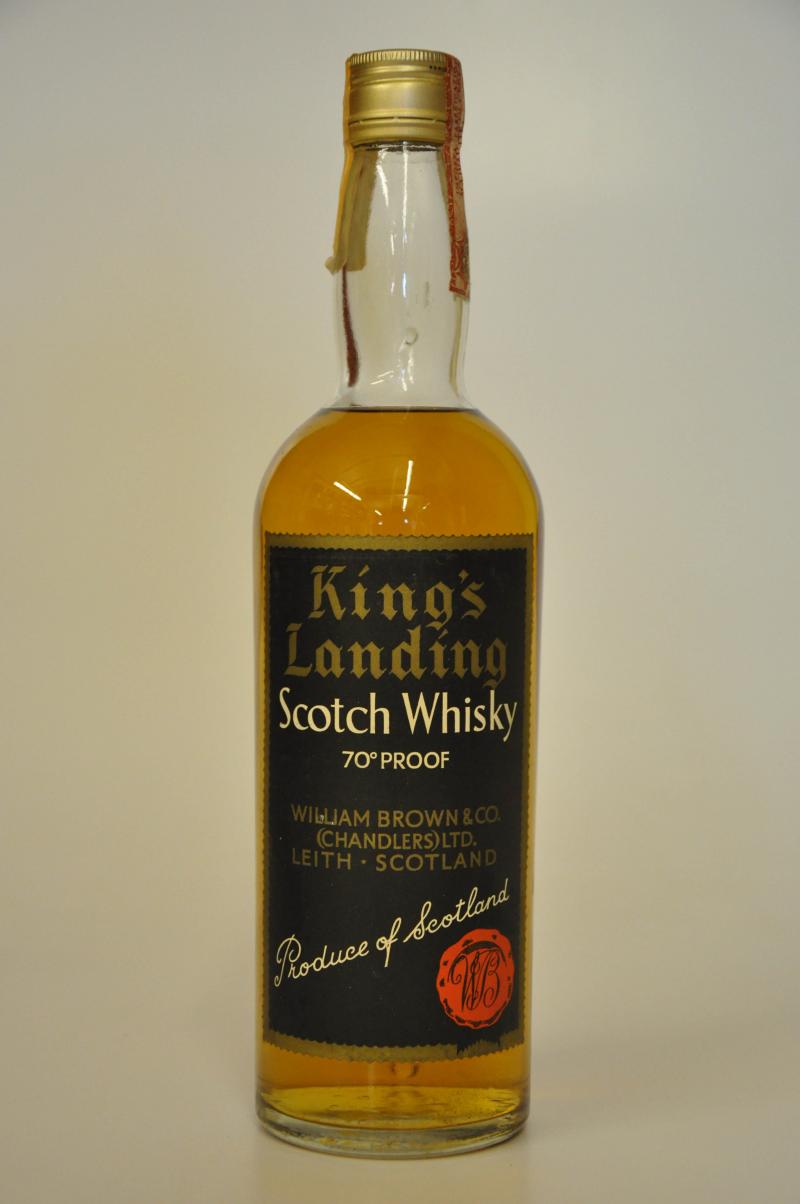 King's
Landing
Scotch Whisky
70° PROOF
WILLIAM BROWN & CO.
(CHANDLERS) LTD.
LEITH · SCOTLAND
Produce of Scotland
WB